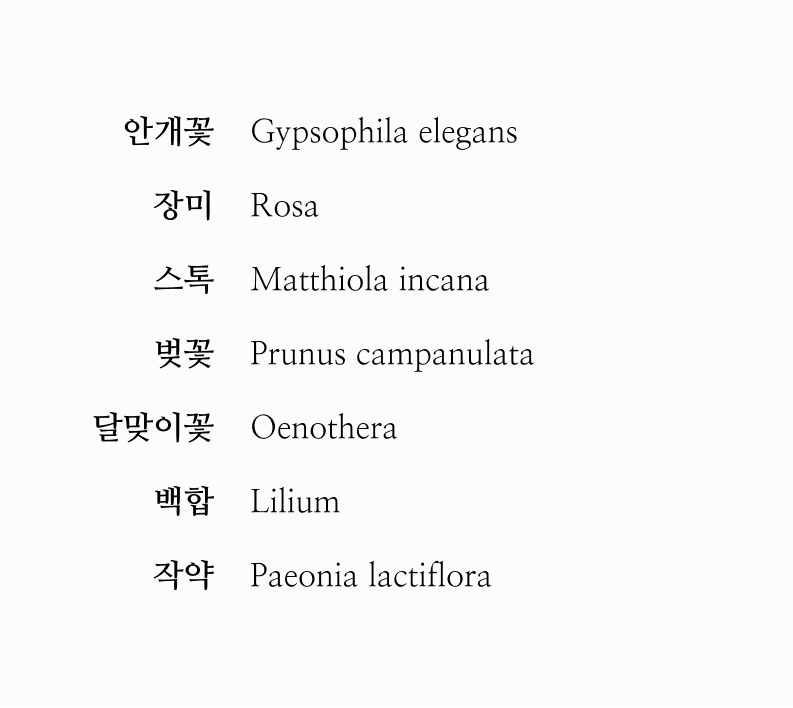 안개꽃 Gypsophila elegans
장미 Rosa
스톡 Matthiola incana
벚꽃 Prunus campanulata
달맞이꽃 Oenothera
백합 Lilium
작약 Paeonia lactiflora